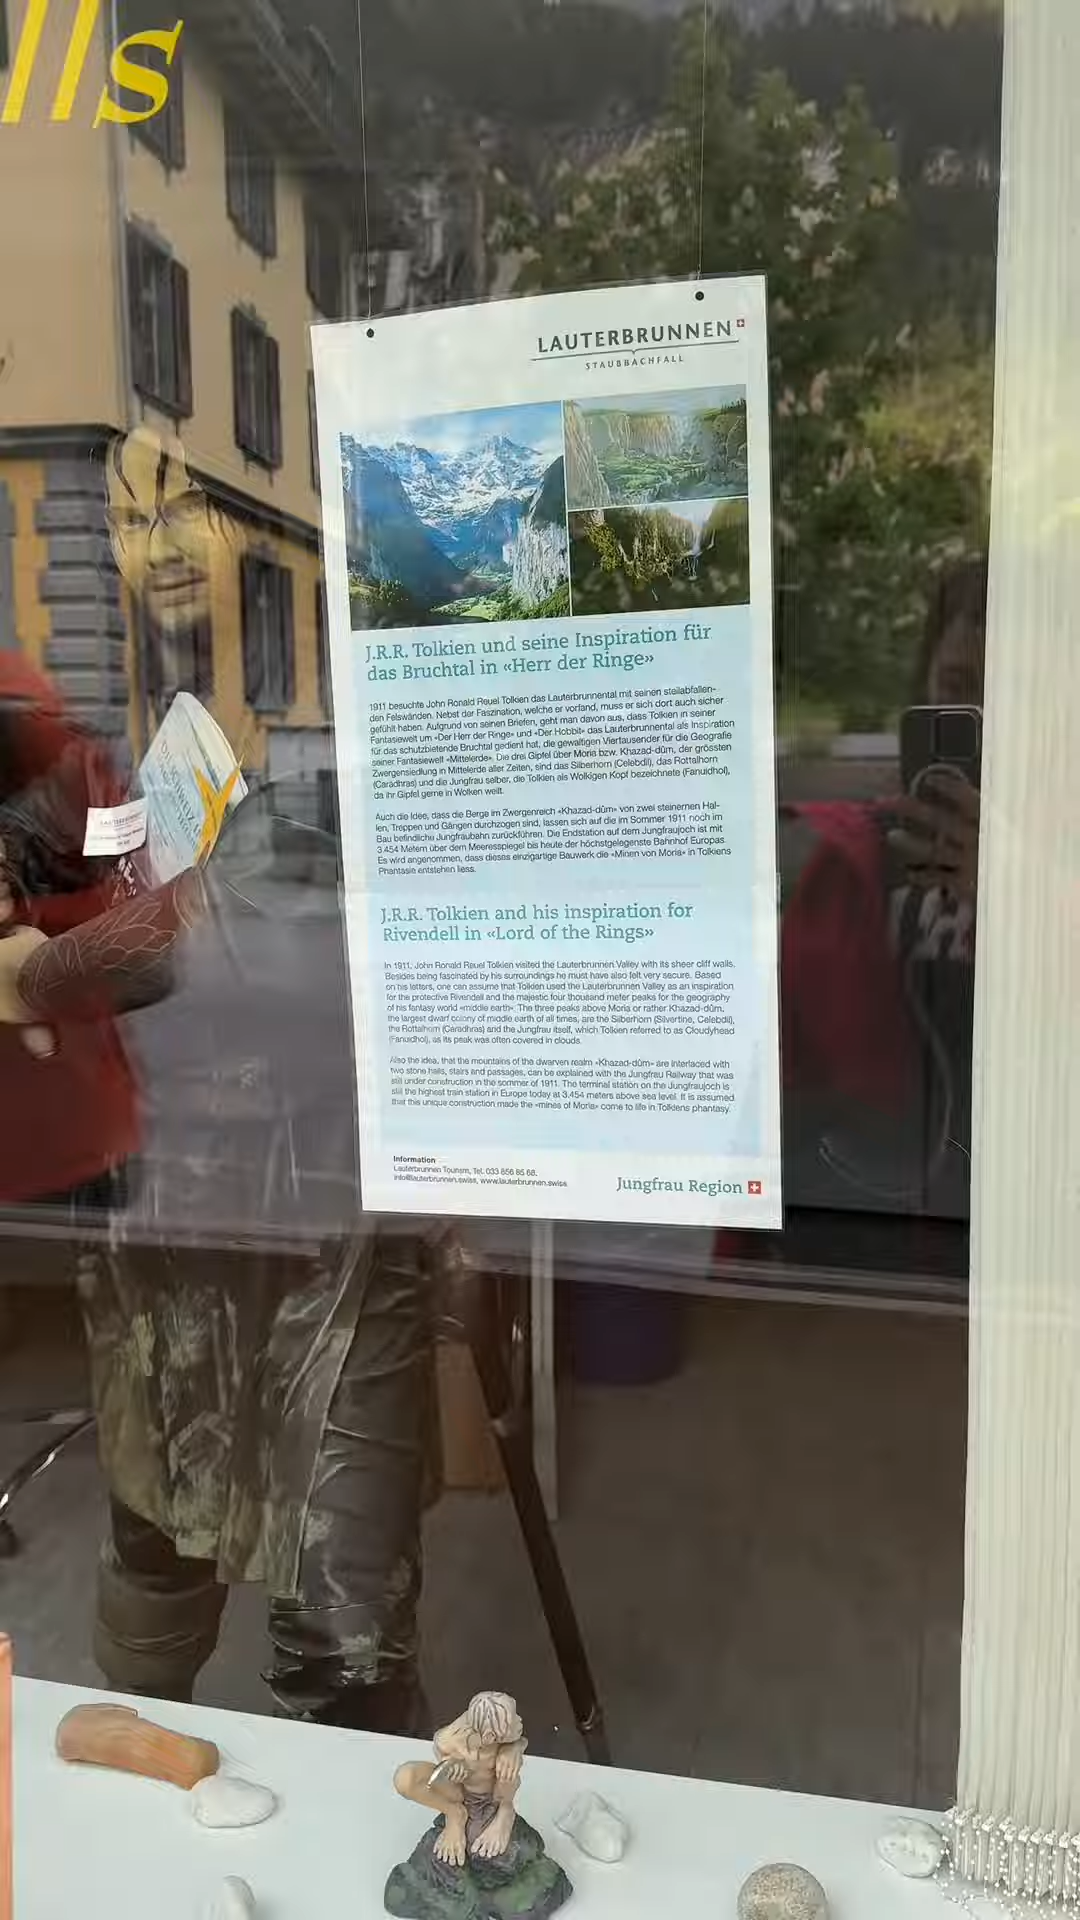 lls
LAUTERBRUNNEN
STAUBBACHFALL
J.R.R. Tolkien und seine Inspiration für
das Bruchtal in «Herr der Ringe»
1911 besuchte John Ronald Reuel Tolkien das Lauterbrunnental mit seinen steilabfallen-
den Felswänden. Nebst der Faszination, welche er vorfand, muss er sich dort auch sicher
gefühlt haben. Aufgrund von seinen Briefen, geht man davon aus, dass Tolkien in seiner
Fantasiewelt um «Der Herr der Ringe» und «Der Hobbit» das Lauterbrunnental als Inspiration
für das schutzbietende Bruchtal gedient hat, die gewaltigen Viertausender für die Geografie
seiner Fantasiewelt «Mittelerde». Die drei Gipfel über Moria bzw. Khazad-dûm, der grössten
Zwergensiedlung in Mittelerde aller Zeiten, sind das Silberhorn (Celebdil), das Rottalhorn
(Caradhras) und die Jungfrau selber, die Tolkien als Wolkigen Kopf bezeichnete (Fanuidhol),
da ihr Gipfel gerne in Wolken weilt.
Auch die Idee, dass die Berge im Zwergenreich «Khazad-dûm» von zwei steinernen Hal-
len, Treppen und Gängen durchzogen sind, lassen sich auf die im Sommer 1911 noch im
Bau befindliche Jungfraubahn zurückführen. Die Endstation auf dem Jungfraujoch ist mit
3.454 Metern über dem Meeresspiegel bis heute der höchstgelegenste Bahnhof Europas.
Es wird angenommen, dass dieses einzigartige Bauwerk die «Minen von Moria» in Tolkiens
Phantasie entstehen liess.
J.R.R. Tolkien and his inspiration for
Rivendell in «Lord of the Rings»
In 1911, John Ronald Reuel Tolkien visited the Lauterbrunnen Valley with its sheer cliff walls.
Besides being fascinated by his surroundings he must have also felt very secure. Based
on his letters, one can assume that Tolkien used the Lauterbrunnen Valley as an inspiration
for the protective Rivendell and the majestic four thousand meter peaks for the geography
of his fantasy world «middle earth». The three peaks above Moria or rather Khazad-dûm,
the largest dwarf colony of middle earth of all times, are the Silberhorn (Silvertine, Celebdil),
the Rottalhorn (Caradhras) and the Jungfrau itself, which Tolkien referred to as Cloudyhead
(Fanuidhol), as its peak was often covered in clouds.
Also the idea, that the mountains of the dwarven realm «Khazad-dûm» are interlaced with
two stone halls, stairs and passages, can be explained with the Jungfrau Railway that was
still under construction in the sommer of 1911. The terminal station on the Jungfraujoch is
still the highest train station in Europe today at 3,454 meters above sea level. It is assumed
that this unique construction made the «mines of Moria» come to life in Tolkiens phantasy.
Information
Lauterbrunnen Tourism, Tel. 033 856 85 68,
info@lauterbrunnen.swiss, www.lauterbrunnen.swiss
Jungfrau Region